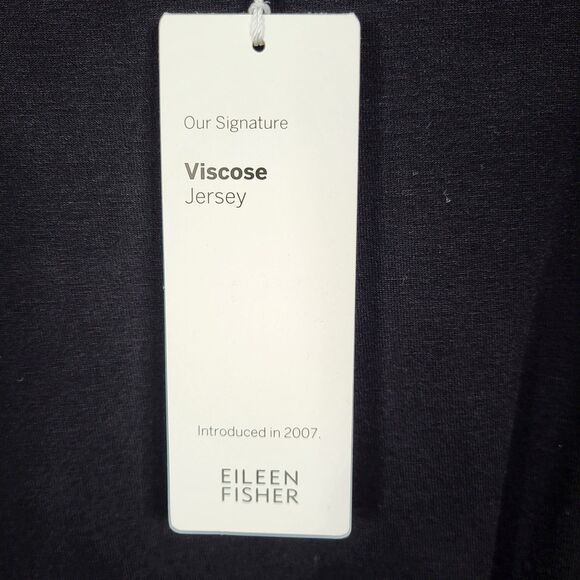 Our Signature
Viscose
Jersey
Introduced in 2007.
EILEEN
FISHER